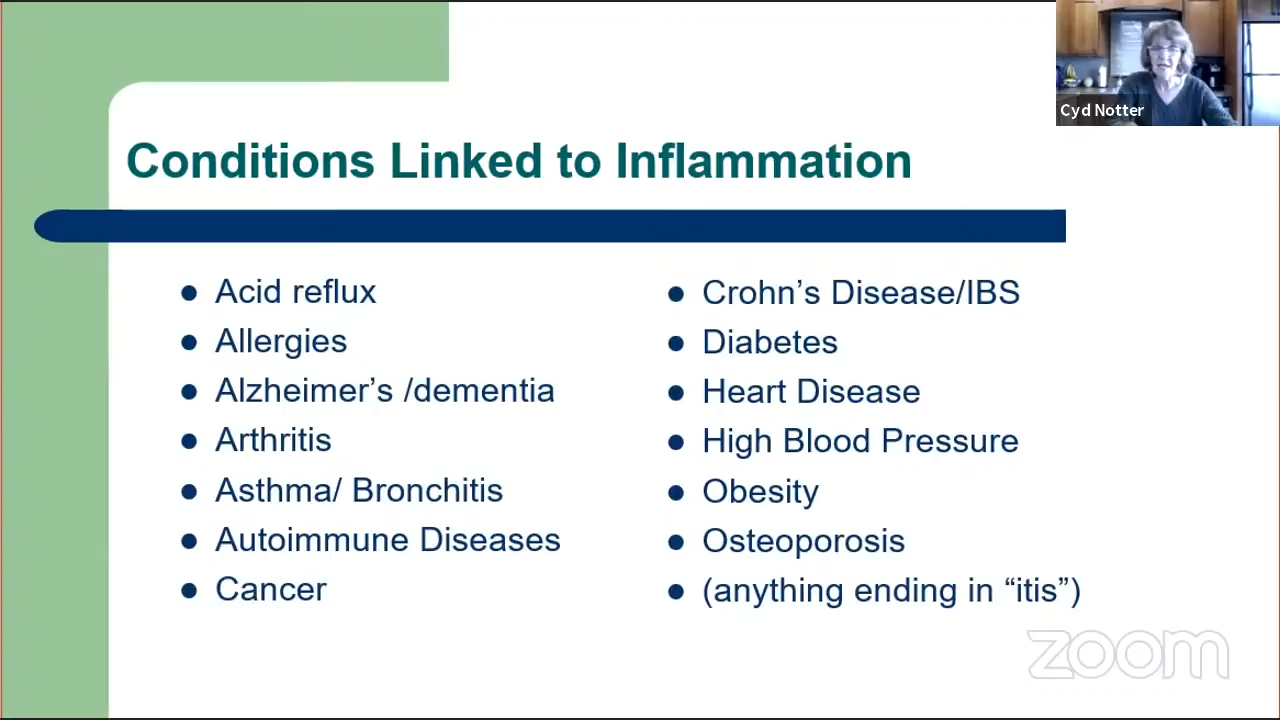 Cyd Notter
Conditions Linked to Inflammation
● Acid reflux
● Allergies
● Alzheimer’s /dementia
● Arthritis
● Asthma/ Bronchitis
● Autoimmune Diseases
● Cancer
● Crohn’s Disease/IBS
● Diabetes
● Heart Disease
● High Blood Pressure
● Obesity
● Osteoporosis
● (anything ending in “itis”)
zoom